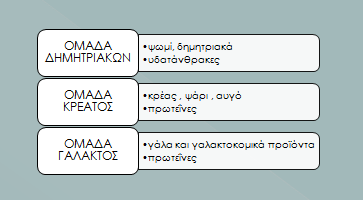 ΟΜΑΔΑ
ΔΗΜΗΤΡΙΑΚΩΝ
•ψωμί, δημητριακά
•υδατάνθρακες
ΟΜΑΔΑ
ΚΡΕΑΤΟΣ
•κρέας , ψάρι , αυγό
•πρωτεΐνες
ΟΜΑΔΑ
ΓΑΛΑΚΤΟΣ
•γάλα και γαλακτοκομικά προϊόντα
•πρωτεΐνες